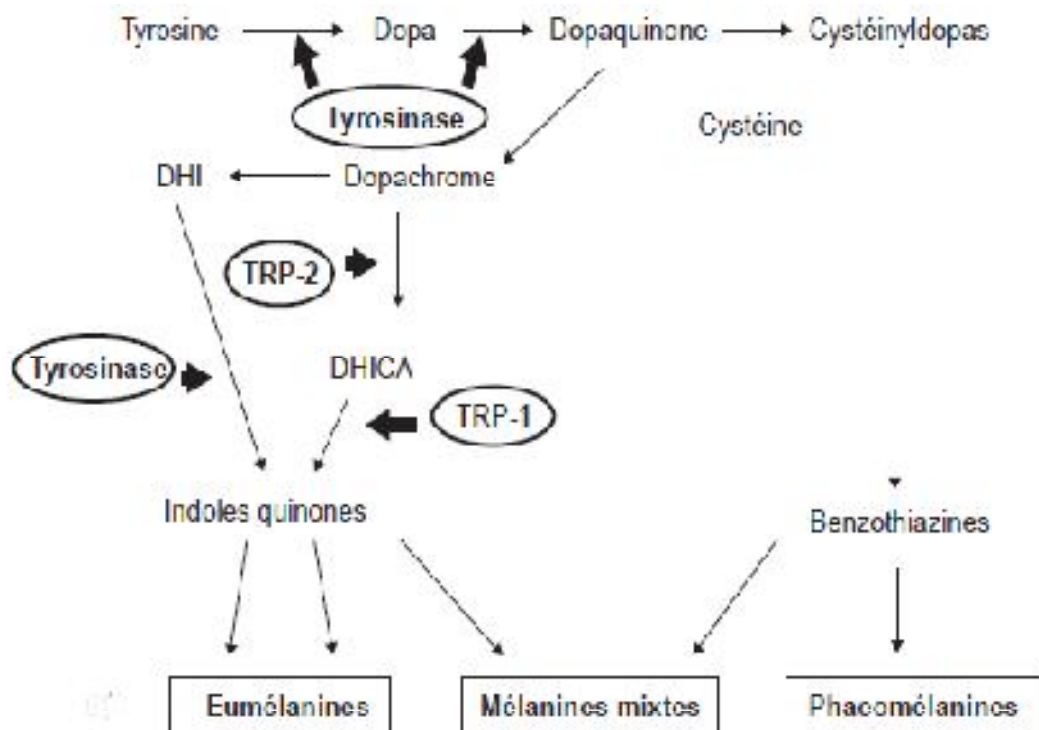 Tyrosine Dopa Dopaquinone Cystéinyldopas
Tyrosinase
Cystéine
DHI Dopachrome
TRP-2
Tyrosinase
DHICA
TRP-1
Indoles quinones
Benzothiazines
Eumélanines Mélanines mixtes Phaeomélanines